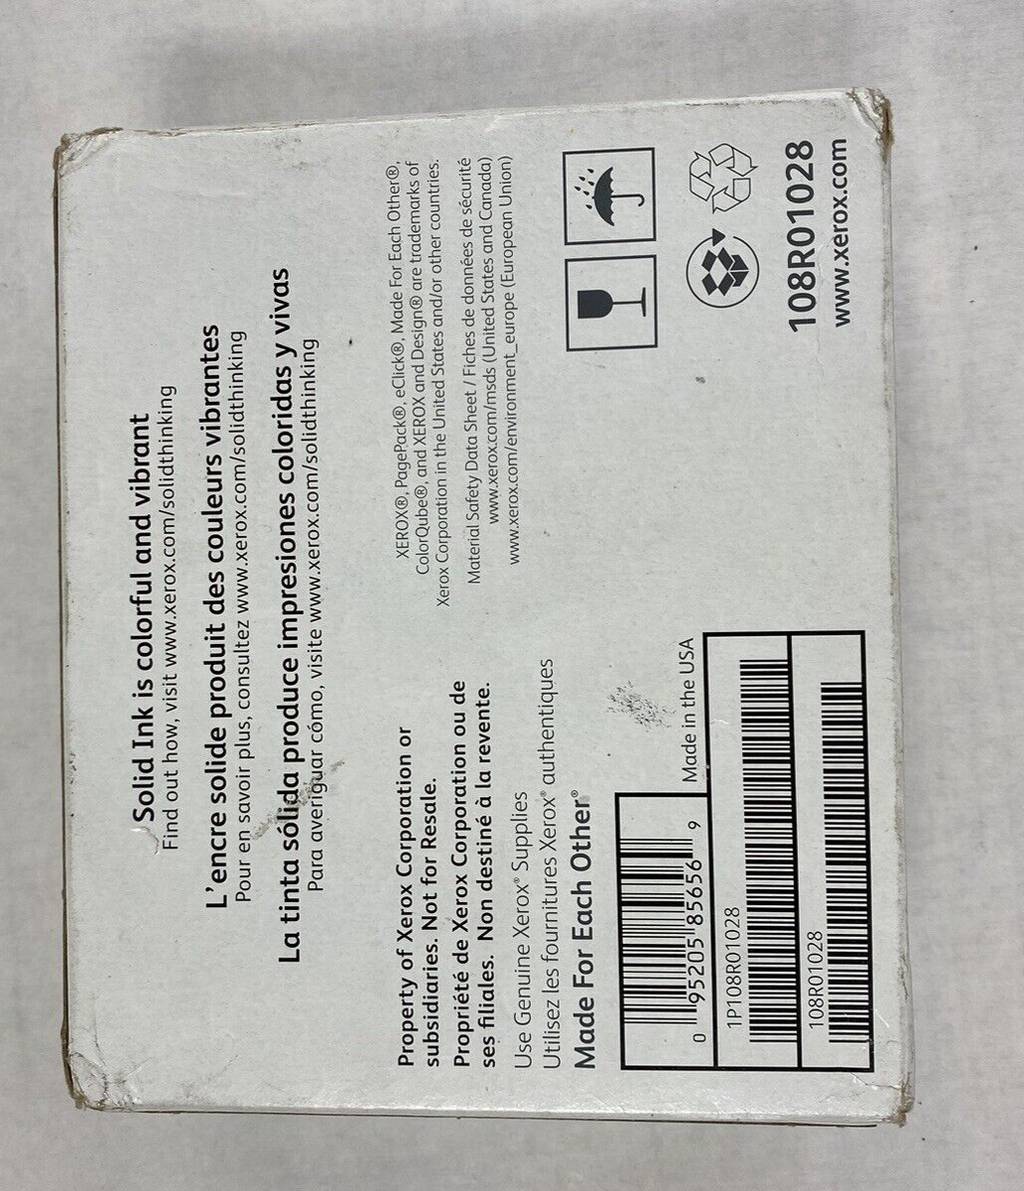 Solid Ink is colorful and vibrant
Find out how, visit www.xerox.com/solidthinking
L'encre solide produit des couleurs vibrantes
Pour en savoir plus, consultez www.xerox.com/solidthinking
La tinta sólida produce impresiones coloridas y vivas
Para averiguar cómo, visite www.xerox.com/solidthinking
Property of Xerox Corporation or
subsidiaries. Not for Resale.
Propriété de Xerox Corporation ou de
ses filiales. Non destiné à la revente.
Use Genuine Xerox® Supplies
Utilisez les fournitures Xerox® authentiques
Made For Each Other®
XEROX®, PagePack®, eClick®, Made For Each Other®,
ColorQube®, and XEROX and Design® are trademarks of
Xerox Corporation in the United States and/or other countries.
Material Safety Data Sheet / Fiches de données de sécurité
www.xerox.com/msds (United States and Canada)
www.xerox.com/environment_europe (European Union)
Made in the USA
0 95205 85656 9
1P108R01028
108R01028
108R01028
www.xerox.com